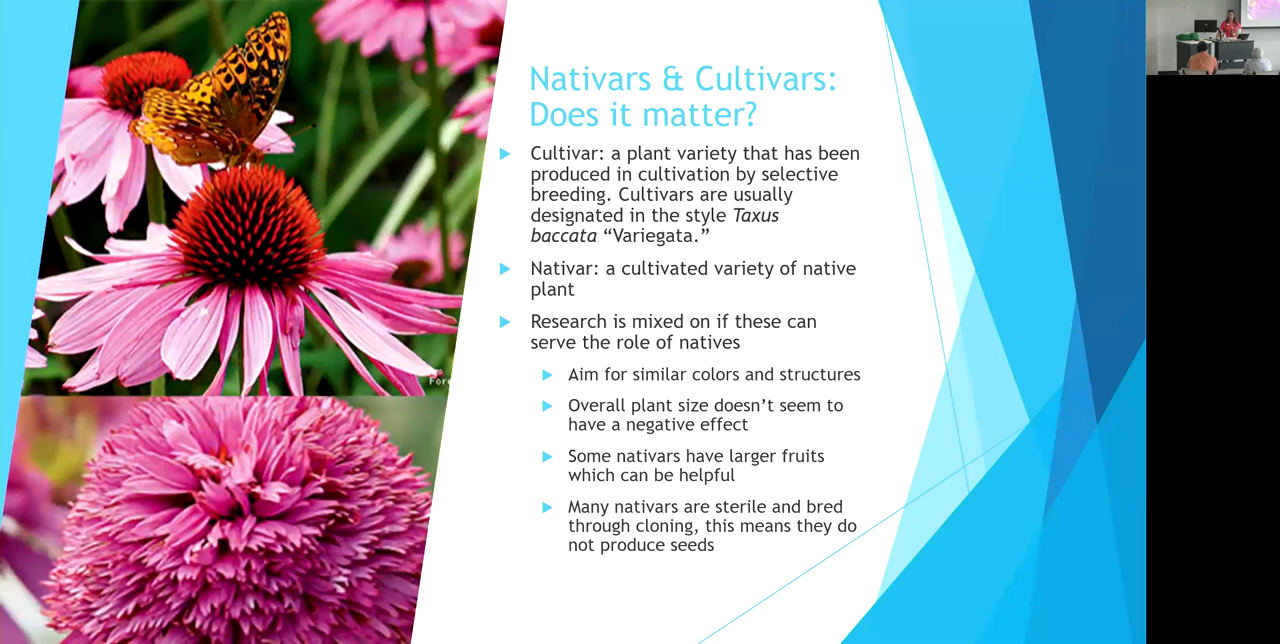 Nativars & Cultivars:
Does it matter?
Cultivar: a plant variety that has been
produced in cultivation by selective
breeding. Cultivars are usually
designated in the style Taxus
baccata “Variegata.”
Nativar: a cultivated variety of native
plant
Research is mixed on if these can
serve the role of natives
Aim for similar colors and structures
Overall plant size doesn’t seem to
have a negative effect
Some nativars have larger fruits
which can be helpful
Many nativars are sterile and bred
through cloning, this means they do
not produce seeds